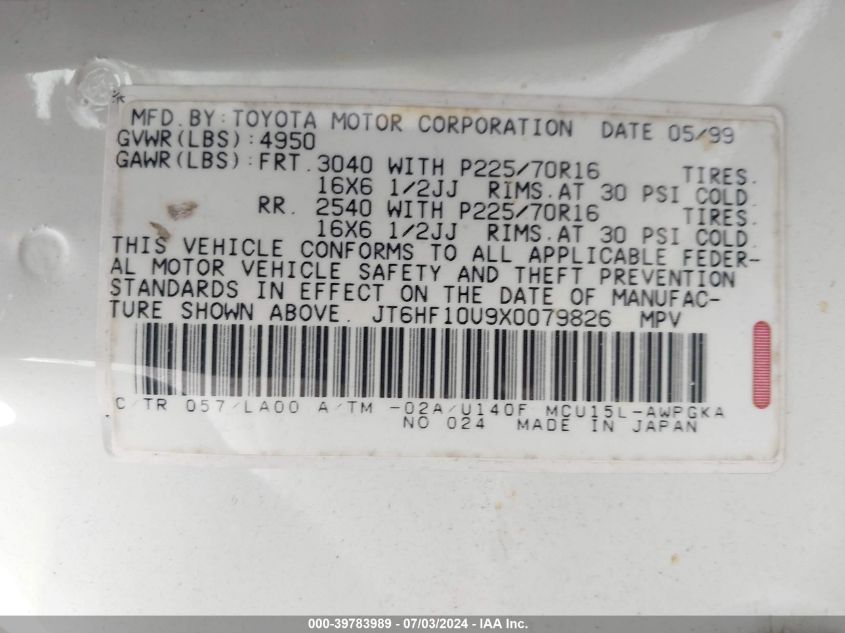 MFD.BY:TOYOTA MOTOR CORPORATION DATE 05/99
GVWR(LBS):4950
GAWR(LBS):FRT. 3040 WITH P225/70R16 TIRES.
16X6 1/2JJ RIMS.AT 30 PSI COLD.
RR. 2540 WITH P225/70R16 TIRES.
16X6 1/2JJ RIMS.AT 30 PSI COLD.
THIS VEHICLE CONFORMS TO ALL APPLICABLE FEDER-
AL MOTOR VEHICLE SAFETY AND THEFT PREVENTION
STANDARDS IN EFFECT ON THE DATE OF MANUFAC-
TURE SHOWN ABOVE. JT6HF10U9X0079826 MPV
C/TR 057/LA00 A/TM -02A/U140F MCU15L-AWPGKA
NO 024 MADE IN JAPAN
000-39783989 - 07/03/2024 - IAA Inc.